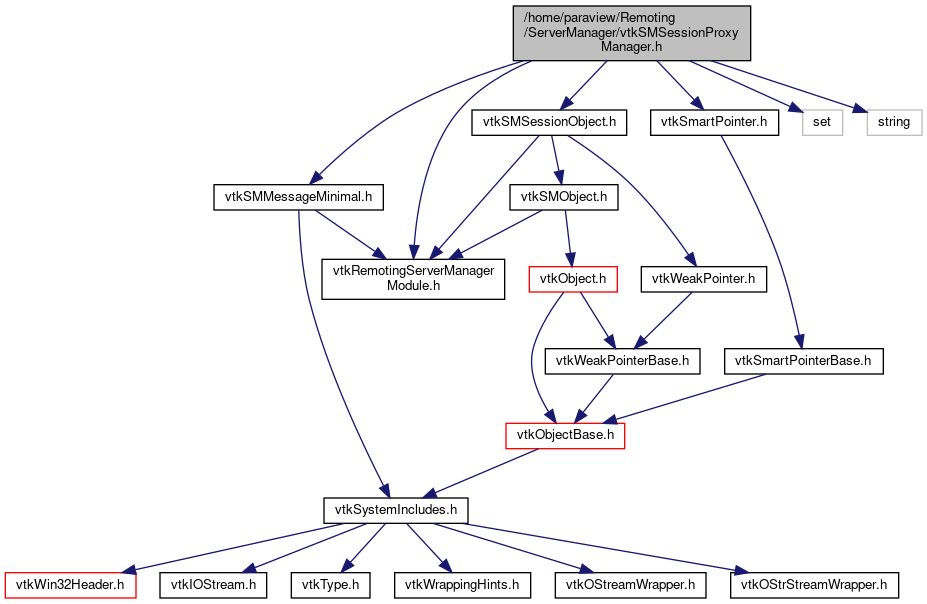 /home/paraview/Remoting
/ServerManager/vtkSMSessionProxy
Manager.h
vtkSMSessionObject.h
vtkSmartPointer.h
set
string
vtkSMMessageMinimal.h
vtkSMObject.h
vtkRemotingServerManager
Module.h
vtkObject.h
vtkWeakPointer.h
vtkWeakPointerBase.h
vtkSmartPointerBase.h
vtkObjectBase.h
vtkSystemIncludes.h
vtkWin32Header.h
vtkIOStream.h
vtkType.h
vtkWrappingHints.h
vtkOStreamWrapper.h
vtkOStrStreamWrapper.h